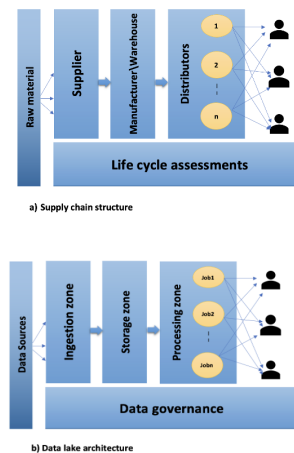 Raw material
Supplier
Manufacturer\Warehouse
Distributors
1
2
n
Life cycle assessments
a) Supply chain structure
Data Sources
Ingestion zone
Storage zone
Processing zone
Job1
Job2
Jobn
Data governance
b) Data lake architecture